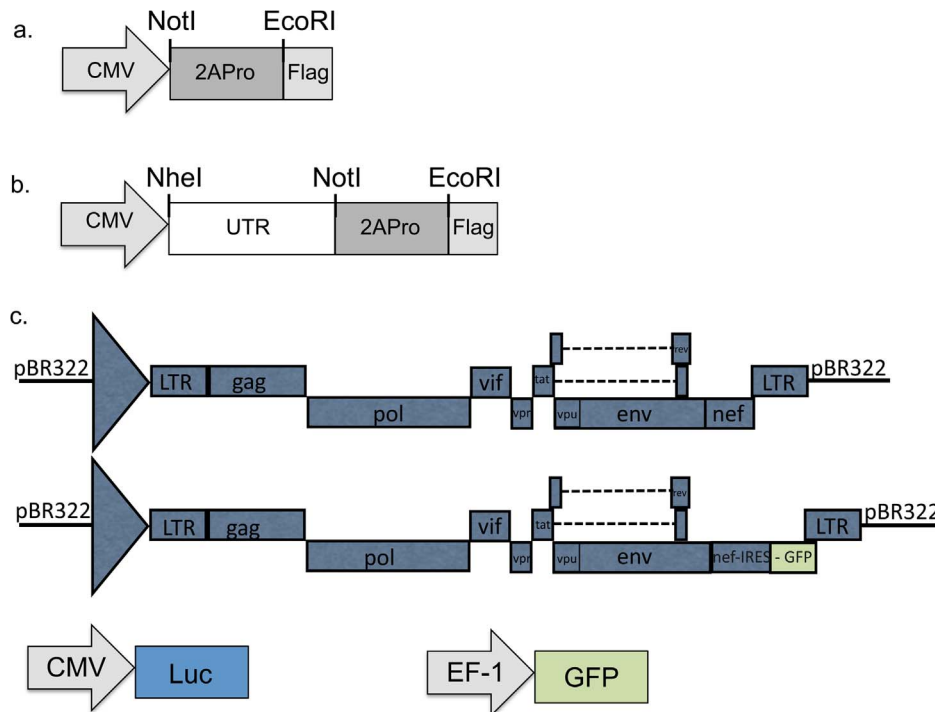 a.
NotI EcoRI
CMV 2APro Flag
b.
NheI NotI EcoRI
CMV UTR 2APro Flag
c.
rev
pBR322 LTR gag vif tat LTR pBR322
pol vpr vpu env nef
rev
pBR322 LTR gag vif tat LTR pBR322
pol vpr vpu env nef-IRES - GFP
CMV Luc EF-1 GFP